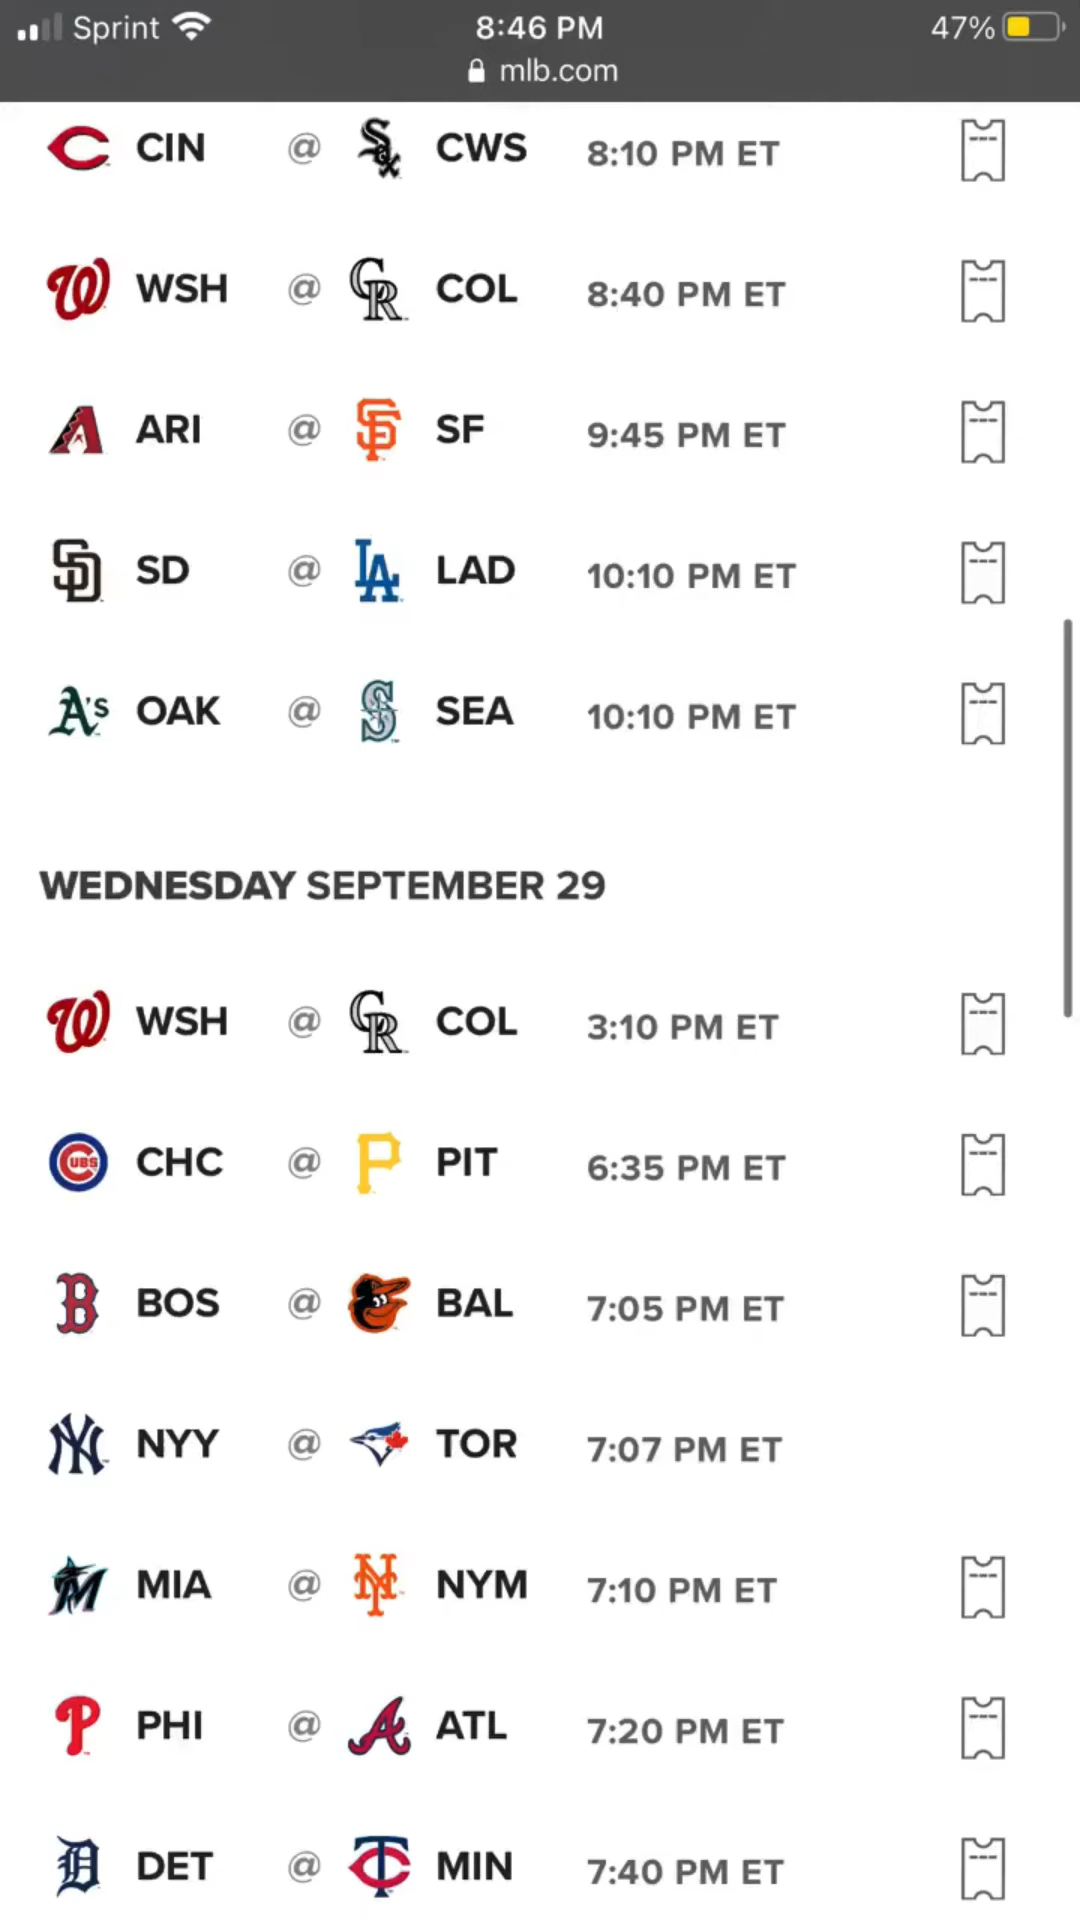 Sprint 8:46 PM 47%
mlb.com
CIN @ CWS 8:10 PM ET
WSH @ COL 8:40 PM ET
ARI @ SF 9:45 PM ET
SD @ LAD 10:10 PM ET
OAK @ SEA 10:10 PM ET
WEDNESDAY SEPTEMBER 29
WSH @ COL 3:10 PM ET
CHC @ PIT 6:35 PM ET
BOS @ BAL 7:05 PM ET
NYY @ TOR 7:07 PM ET
MIA @ NYM 7:10 PM ET
PHI @ ATL 7:20 PM ET
DET @ MIN 7:40 PM ET